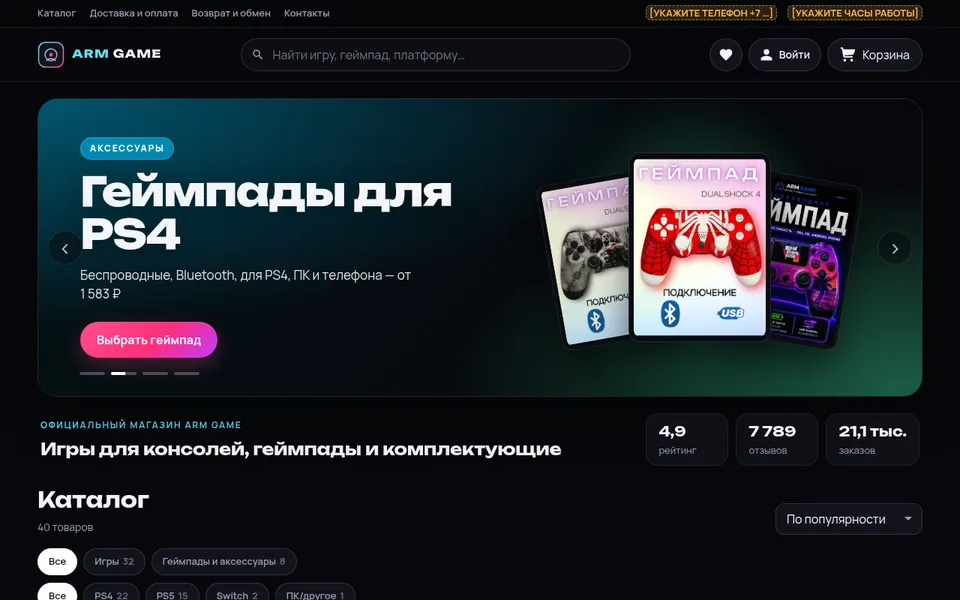 Каталог Доставка и оплата Возврат и обмен Контакты [УКАЖИТЕ ТЕЛЕФОН +7 ...] [УКАЖИТЕ ЧАСЫ РАБОТЫ]
ARM GAME Найти игру, геймпад, платформу... Войти Корзина
АКСЕССУАРЫ
Геймпады для
PS4
Беспроводные, Bluetooth, для PS4, ПК и телефона — от
1 583 ₽
Выбрать геймпад
ГЕЙМПА
DUALS
ПОДКЛЮЧ
ГЕЙМПАД
DUALSHOCK 4
ПОДКЛЮЧЕНИЕ
USB
ARM GAME
ЙМПАД
ОФИЦИАЛЬНЫЙ МАГАЗИН ARM GAME
Игры для консолей, геймпады и комплектующие
4,9
рейтинг
7 789
отзывов
21,1 тыс.
заказов
Каталог
40 товаров
По популярности
Все Игры 32 Геймпады и аксессуары 8
Все PS4 22 PS5 15 Switch 2 ПК/другое 1